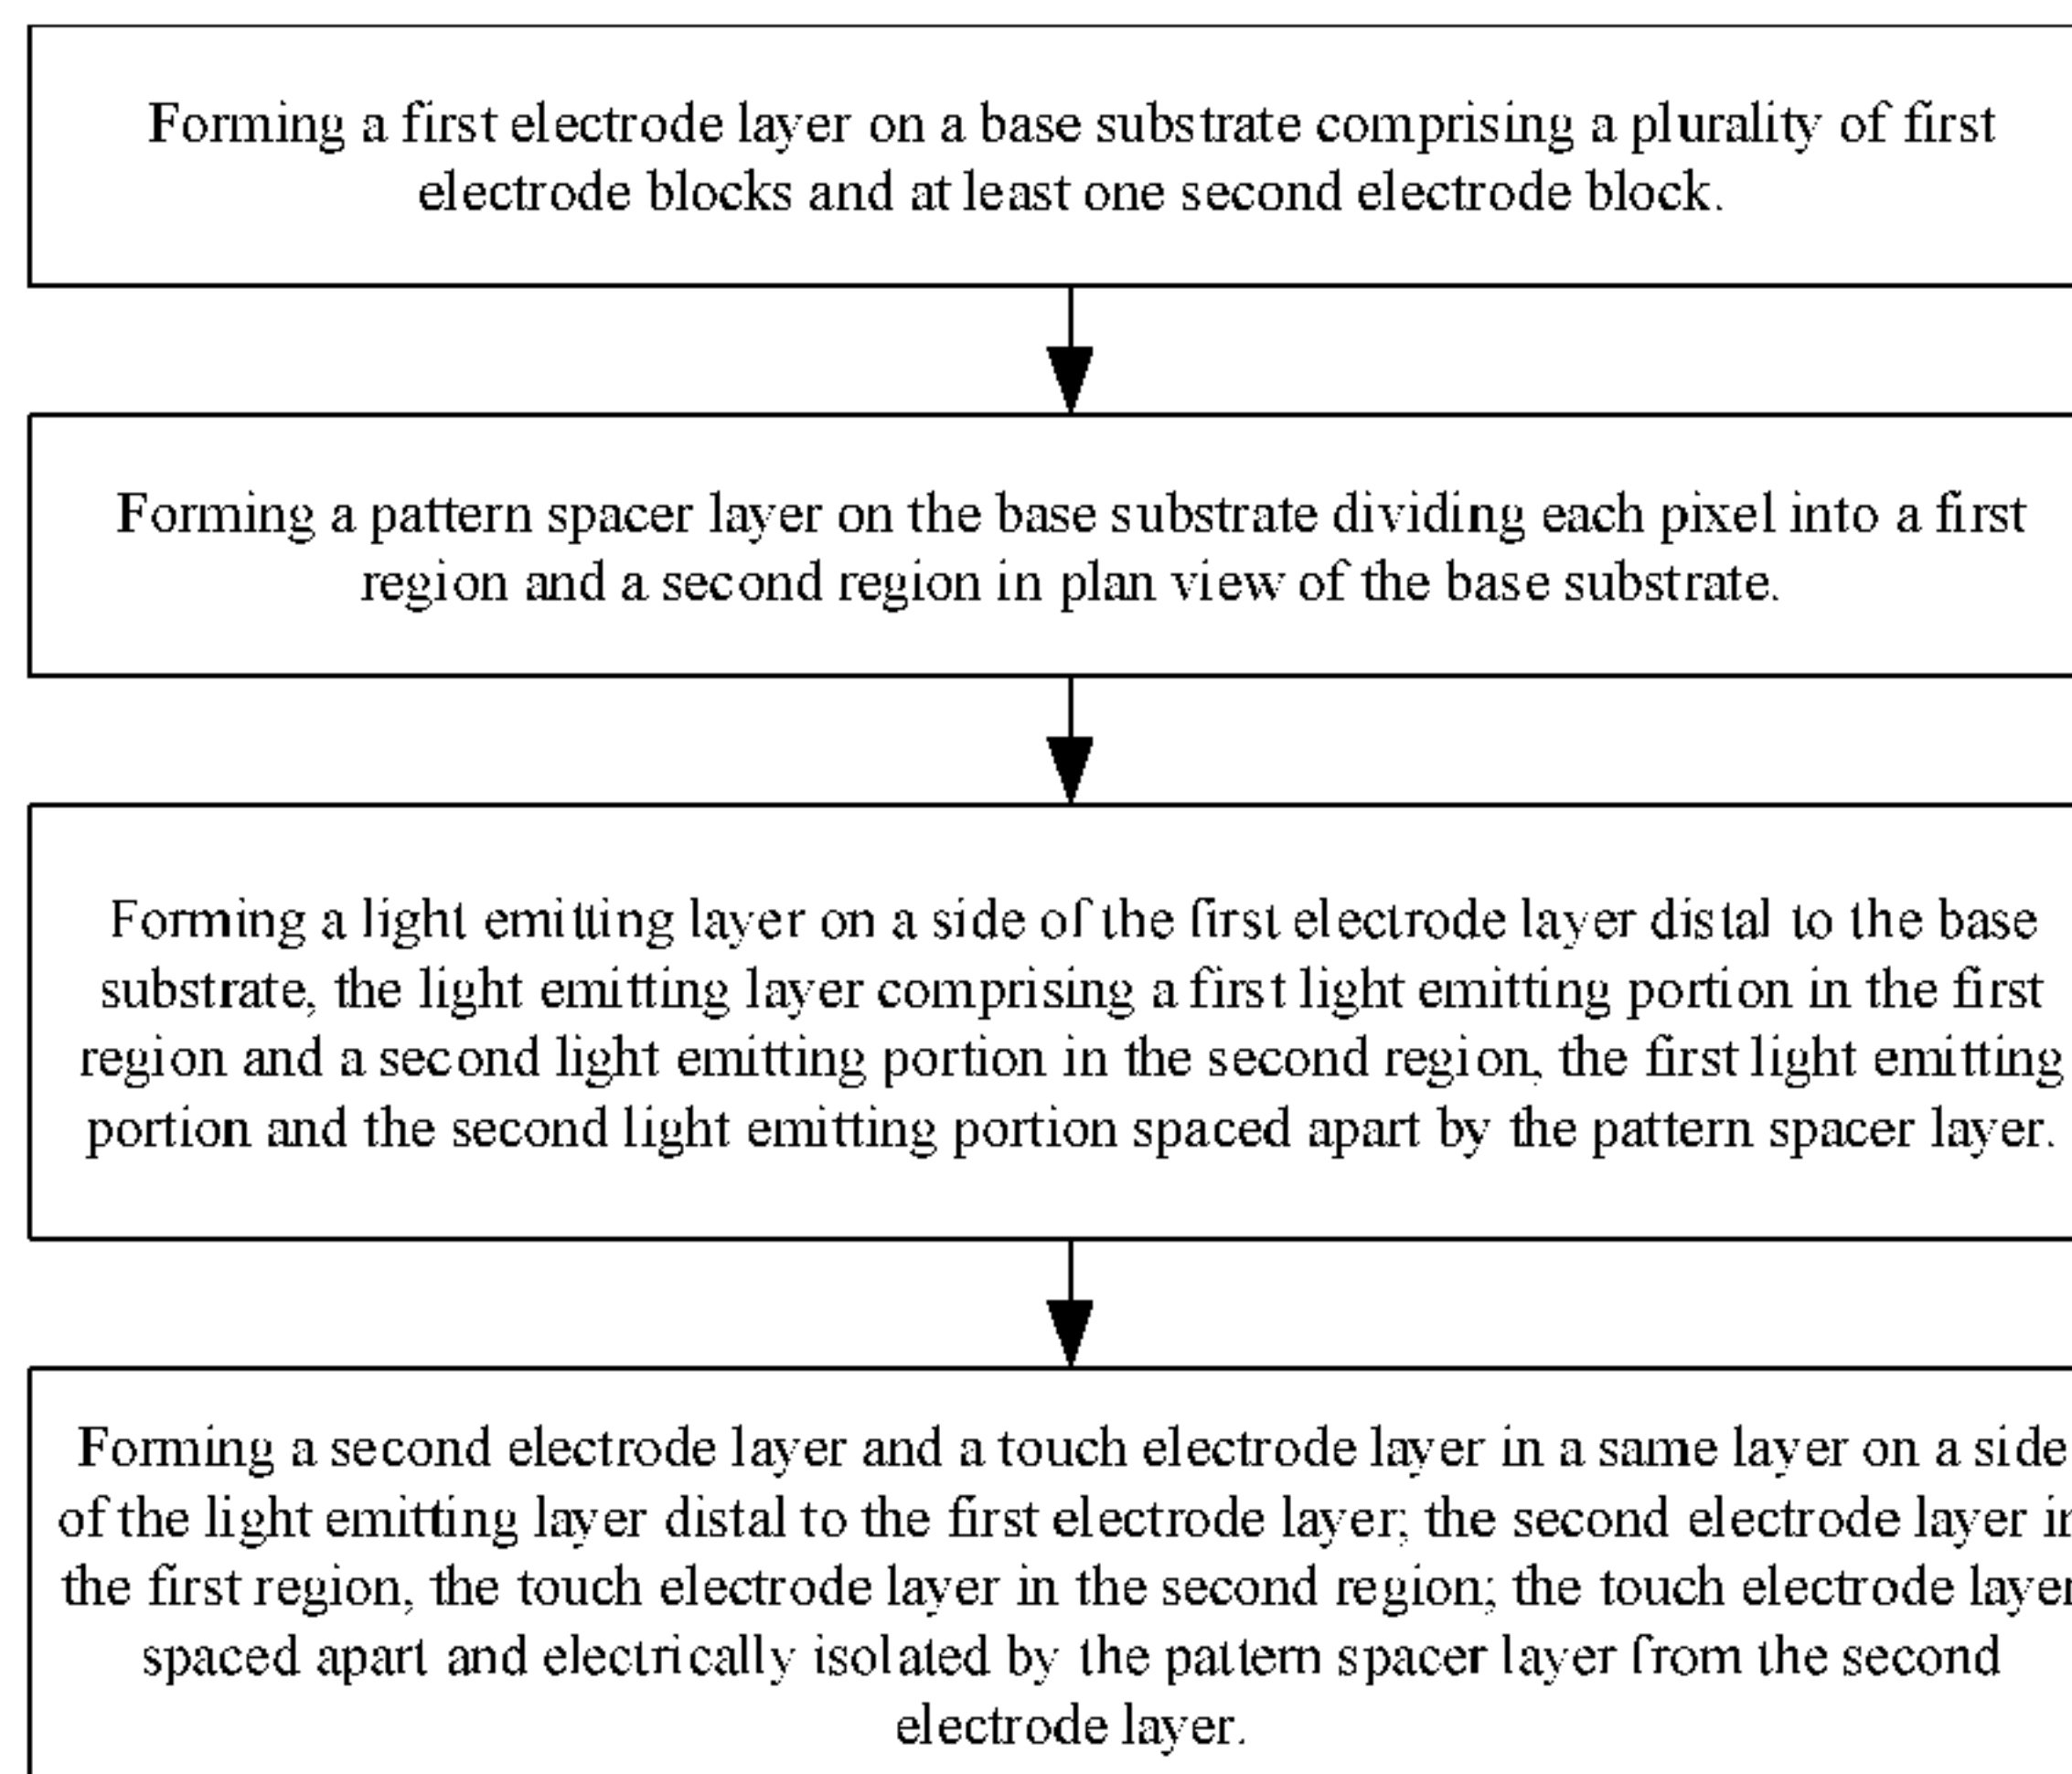 Forming a first electrode layer on a base substrate comprising a plurality of first
electrode blocks and at least one second electrode block.
Forming a pattern spacer layer on the base substrate dividing each pixel into a first
region and a second region in plan view of the base substrate.
Forming a light emitting layer on a side of the first electrode layer distal to the base
substrate, the light emitting layer comprising a first light emitting portion in the first
region and a second light emitting portion in the second region, the first light emitting
portion and the second light emitting portion spaced apart by the pattern spacer layer.
Forming a second electrode layer and a touch electrode layer in a same layer on a side
of the light emitting layer distal to the first electrode layer; the second electrode layer in
the first region, the touch electrode layer in the second region; the touch electrode layer
spaced apart and electrically isolated by the pattern spacer layer from the second
electrode layer.